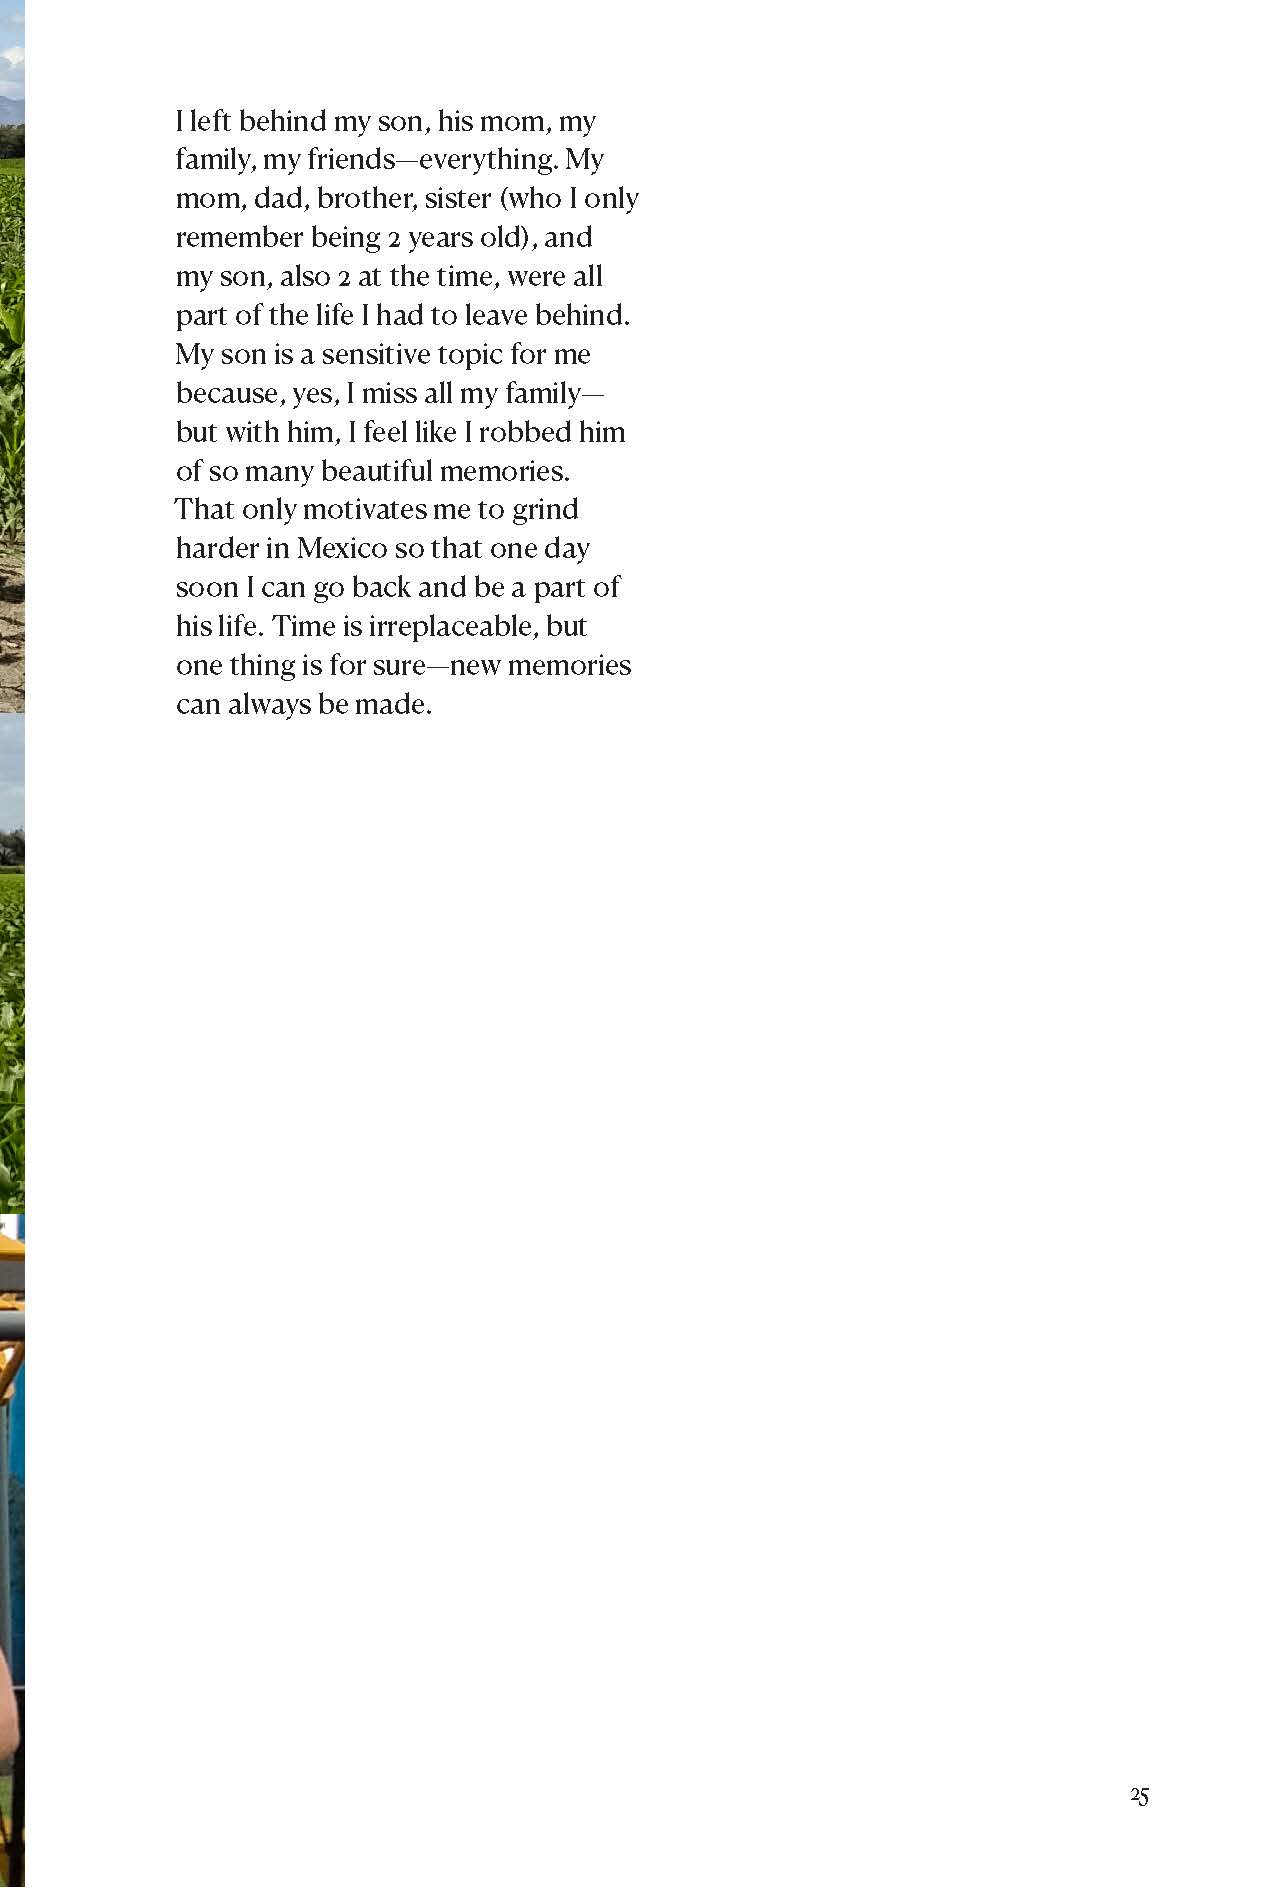 I left behind my son, his mom, my
family, my friends—everything. My
mom, dad, brother, sister (who I only
remember being 2 years old), and
my son, also 2 at the time, were all
part of the life I had to leave behind.
My son is a sensitive topic for me
because, yes, I miss all my family—
but with him, I feel like I robbed him
of so many beautiful memories.
That only motivates me to grind
harder in Mexico so that one day
soon I can go back and be a part of
his life. Time is irreplaceable, but
one thing is for sure—new memories
can always be made.
25